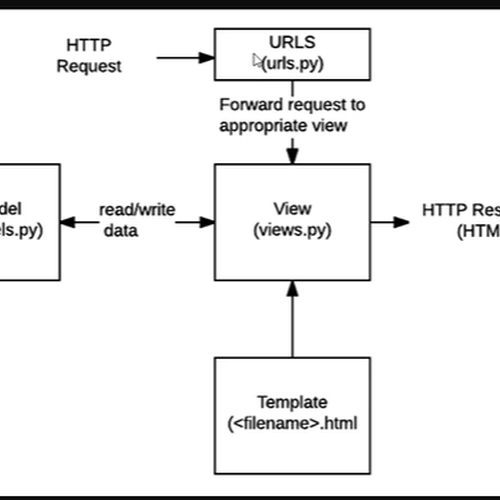 HTTP
Request
URLS
(urls.py)
Forward request to
appropriate view
del
ls.py)
read/write
data
View
(views.py)
HTTP Res
(HTM
Template
(<filename>.html